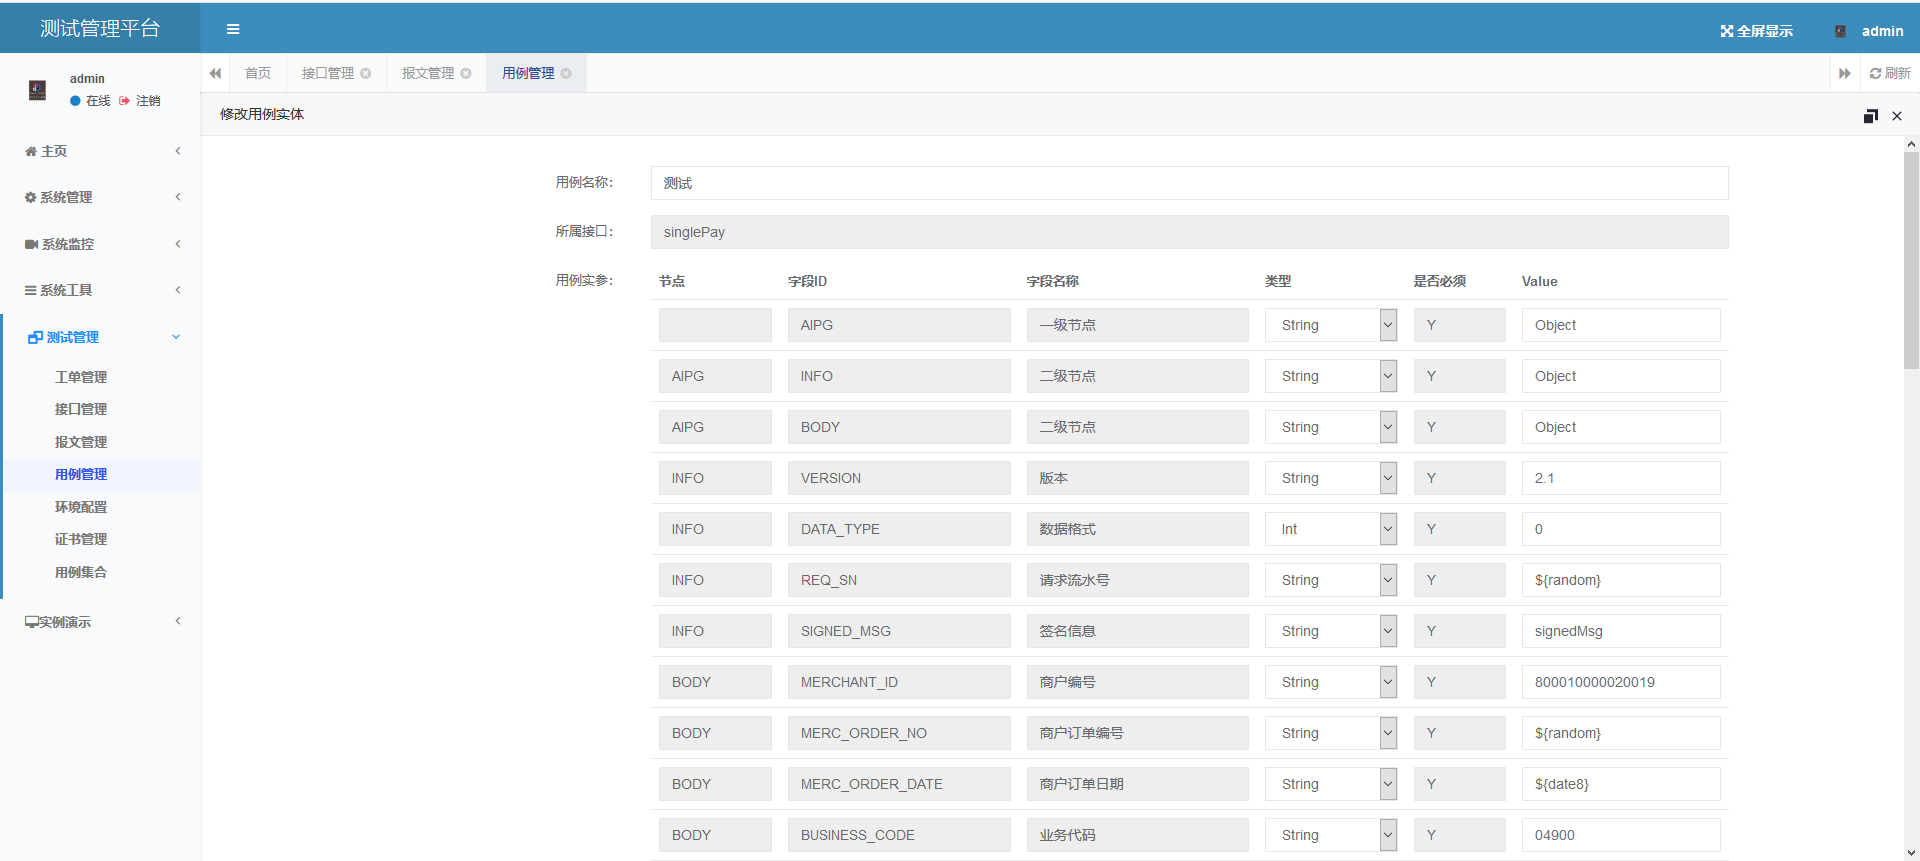 测试管理平台
全屏显示 admin
admin
在线 注销
首页 接口管理 报文管理 用例管理 刷新
修改用例实体
主页
系统管理
系统监控
系统工具
测试管理
工单管理
接口管理
报文管理
用例管理
环境配置
证书管理
用例集合
实例演示
用例名称： 测试
所属接口： singlePay
用例实参： 节点 字段ID 字段名称 类型 是否必须 Value
AIPG 一级节点 String Y Object
AIPG INFO 二级节点 String Y Object
AIPG BODY 二级节点 String Y Object
INFO VERSION 版本 String Y 2.1
INFO DATA_TYPE 数据格式 Int Y 0
INFO REQ_SN 请求流水号 String Y ${random}
INFO SIGNED_MSG 签名信息 String Y signedMsg
BODY MERCHANT_ID 商户编号 String Y 800010000020019
BODY MERC_ORDER_NO 商户订单编号 String Y ${random}
BODY MERC_ORDER_DATE 商户订单日期 String Y ${date8}
BODY BUSINESS_CODE 业务代码 String Y 04900